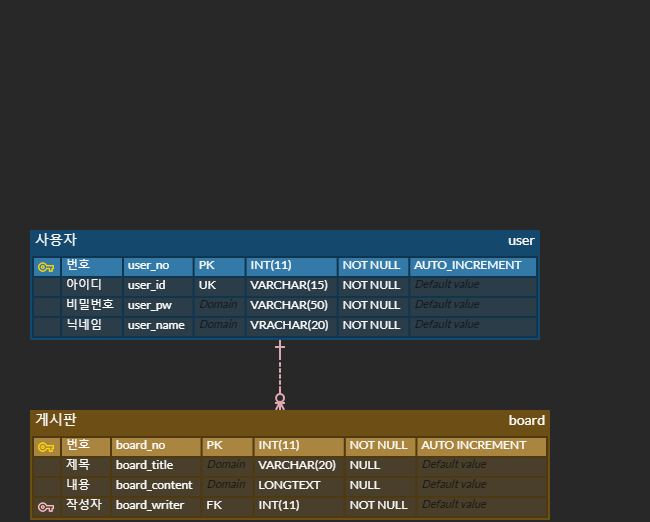 사용자 user
번호 user_no PK INT(11) NOT NULL AUTO_INCREMENT
아이디 user_id UK VARCHAR(15) NOT NULL Default value
비밀번호 user_pw Domain VARCHAR(50) NOT NULL Default value
닉네임 user_name Domain VRACHAR(20) NOT NULL Default value
게시판 board
번호 board_no PK INT(11) NOT NULL AUTO INCREMENT
제목 board_title Domain VARCHAR(20) NULL Default value
내용 board_content Domain LONGTEXT NULL Default value
작성자 board_writer FK INT(11) NOT NULL Default value